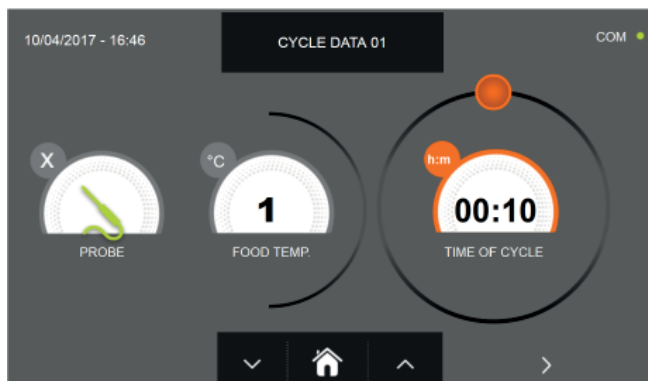 10/04/2017 - 16:46
CYCLE DATA 01
COM
X
°C
h:m
1
00:10
PROBE
FOOD TEMP.
TIME OF CYCLE